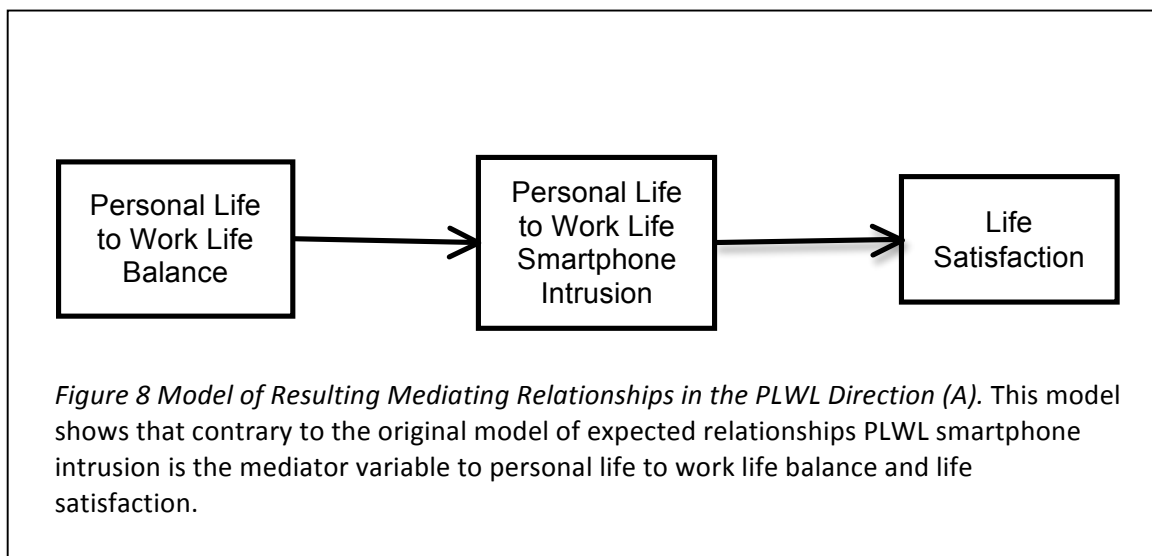 Personal Life
to Work Life
Balance
Personal Life
to Work Life
Smartphone
Intrusion
Life
Satisfaction
Figure 8 Model of Resulting Mediating Relationships in the PLWL Direction (A). This model
shows that contrary to the original model of expected relationships PLWL smartphone
intrusion is the mediator variable to personal life to work life balance and life
satisfaction.